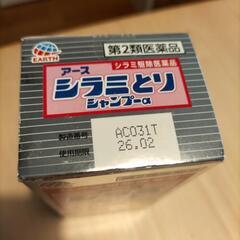 EARTH
第2類医薬品
アース
シラミ駆除医薬品
シラミとり
シャンプーα
製造番号 AC031T
使用期限 26.02